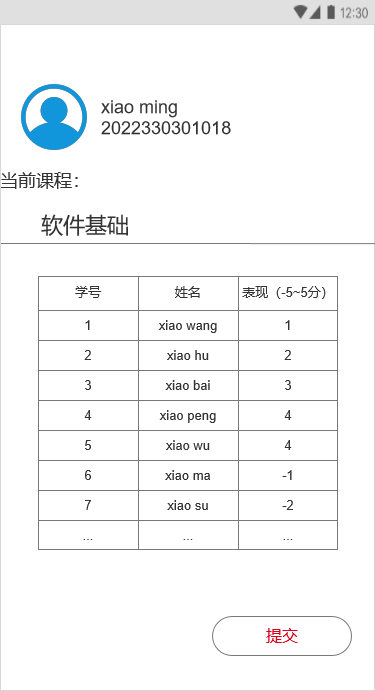 12:30
xiao ming
2022330301018
当前课程：
软件基础
学号 姓名 表现（-5~5分）
1 xiao wang 1
2 xiao hu 2
3 xiao bai 3
4 xiao peng 4
5 xiao wu 4
6 xiao ma -1
7 xiao su -2
... ... ...
提交